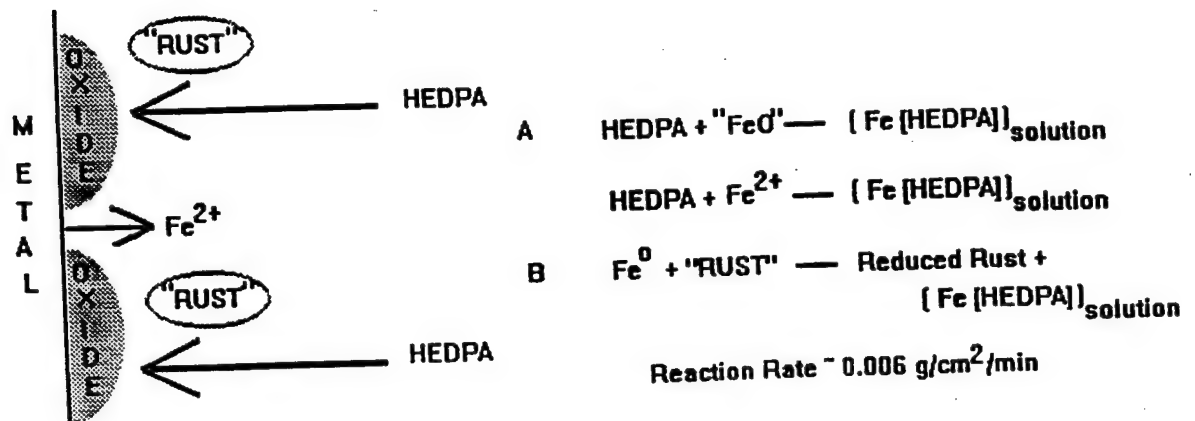 METAL
OXIDE
"RUST"
HEDPA
Fe2+
OXIDE
"RUST"
HEDPA
A HEDPA + "FeO" — [ Fe [HEDPA]]solution
HEDPA + Fe2+ — [ Fe [HEDPA]]solution
B Fe0 + "RUST" — Reduced Rust +
[ Fe [HEDPA]]solution
Reaction Rate ~ 0.006 g/cm2/min